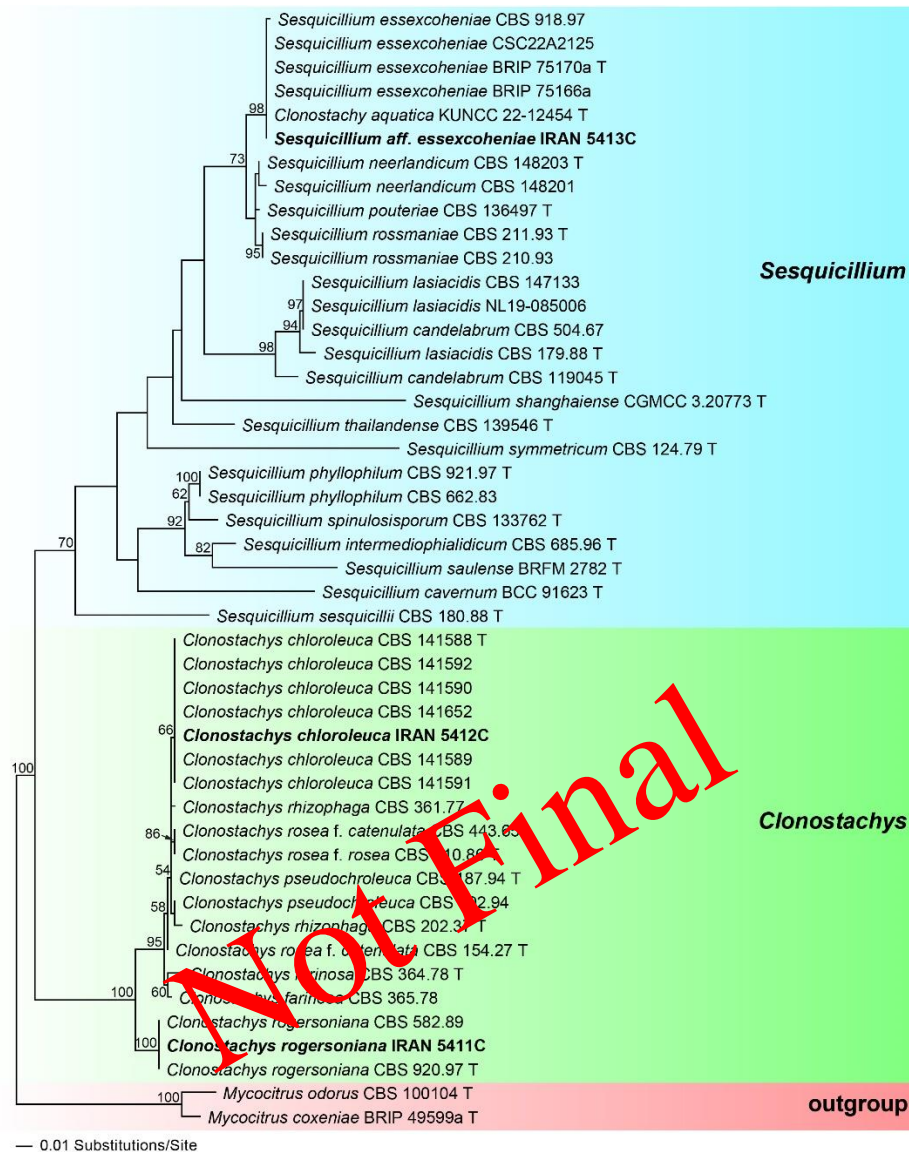 Sesquicillium essexcoheniae CBS 918.97
Sesquicillium essexcoheniae CSC22A2125
Sesquicillium essexcoheniae BRIP 75170a T
Sesquicillium essexcoheniae BRIP 75166a
98
Clonostachy aquatica KUNCC 22-12454 T
Sesquicillium aff. essexcoheniae IRAN 5413C
73
Sesquicillium neerlandicum CBS 148203 T
Sesquicillium neerlandicum CBS 148201
Sesquicillium pouteriae CBS 136497 T
Sesquicillium rossmaniae CBS 211.93 T
95
Sesquicillium rossmaniae CBS 210.93
Sesquicillium
Sesquicillium lasiacidis CBS 147133
97
Sesquicillium lasiacidis NL19-085006
94
Sesquicillium candelabrum CBS 504.67
98
Sesquicillium lasiacidis CBS 179.88 T
Sesquicillium candelabrum CBS 119045 T
Sesquicillium shanghaiense CGMCC 3.20773 T
Sesquicillium thailandense CBS 139546 T
Sesquicillium symmetricum CBS 124.79 T
100
Sesquicillium phyllophilum CBS 921.97 T
62
Sesquicillium phyllophilum CBS 662.83
92
Sesquicillium spinulosisporum CBS 133762 T
70
82
Sesquicillium intermediophialidicum CBS 685.96 T
Sesquicillium saulense BRFM 2782 T
Sesquicillium cavernum BCC 91623 T
Sesquicillium sesquicillii CBS 180.88 T
Clonostachys chloroleuca CBS 141588 T
Clonostachys chloroleuca CBS 141592
Clonostachys chloroleuca CBS 141590
Clonostachys chloroleuca CBS 141652
66
Clonostachys chloroleuca IRAN 5412C
Clonostachys
Clonostachys chloroleuca CBS 141589
100
Clonostachys chloroleuca CBS 141591
Clonostachys rhizophaga CBS 361.77
86
Clonostachys rosea f. catenulata CBS
Clonostachys rosea f. rosea
54
Clonostachys pseudochroleuca CBS 187.94 T
58
Clonostachys pseudochroleuca CBS
Clonostachys rhizophaga CBS 202.37 T
95
Clonostachys rosea f. catenulata CBS 154.27 T
Clonostachys farinosa CBS 364.78 T
60
Clonostachys farinosa CBS 365.78
100
Clonostachys rogersoniana CBS 582.89
100
Clonostachys rogersoniana IRAN 5411C
Clonostachys rogersoniana CBS 920.97 T
Not Final
100
Mycocitrus odorus CBS 100104 T
Mycocitrus coxeniae BRIP 49599a T
outgroup
0.01 Substitutions/Site